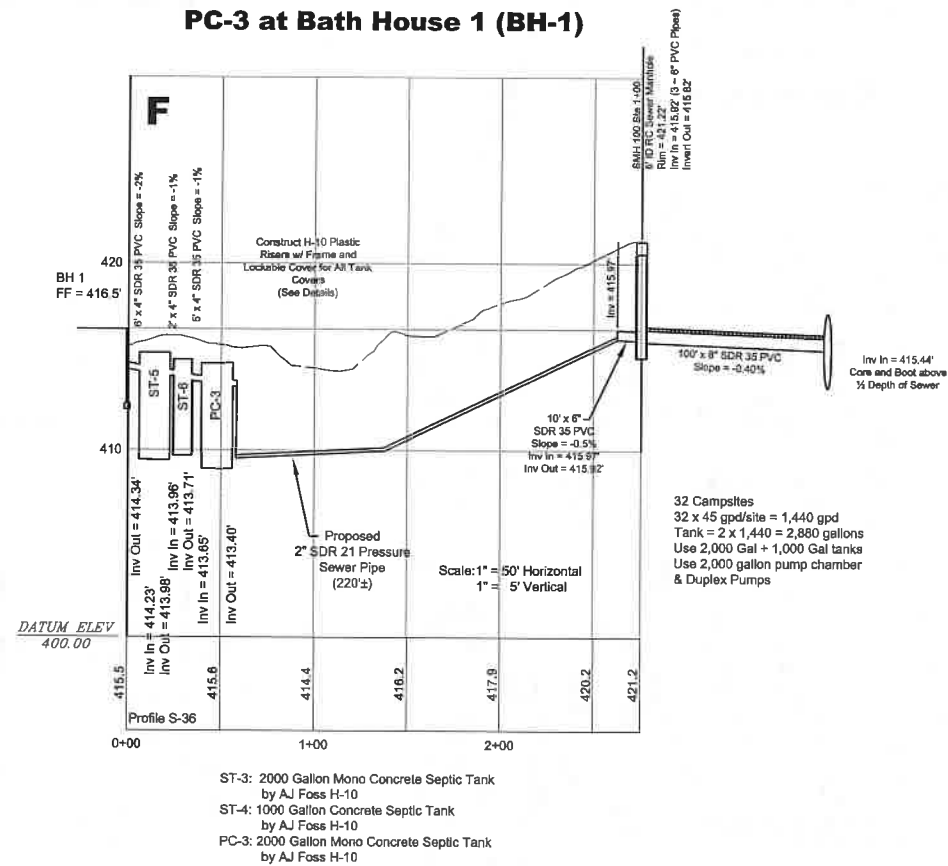 PC-3 at Bath House 1 (BH-1)
F
6' x 4" SDR 35 PVC Slope = -2%
2' x 4" SDR 35 PVC Slope = -1%
5' x 4" SDR 35 PVC Slope = -1%
Construct H-10 Plastic
Risers w/ Frame and
Lockable Cover for All Tank
Covers
(See Details)
SMH 100 Sta 1+00
5' ID RC Sewer Manhole
Rim = 421.22'
Inv In = 415.82' (3 – 6" PVC Pipes)
Invert Out = 415.82'
420
BH 1
FF = 416.5'
Inv = 415.97'
ST-5
ST-6
PC-3
100' x 8" SDR 35 PVC
Slope = -0.40%
Inv In = 415.44'
Core and Boot above
½ Depth of Sewer
10' x 6"
SDR 35 PVC
Slope = -0.5%
Inv In = 415.97'
Inv Out = 415.92'
410
Inv Out = 414.34'
Inv In = 414.23'
Inv Out = 413.98'
Inv In = 413.96'
Inv Out = 413.71'
Inv In = 413.65'
Inv Out = 413.40'
Proposed
2" SDR 21 Pressure
Sewer Pipe
(220'±)
Scale:1" = 50' Horizontal
1" = 5' Vertical
32 Campsites
32 x 45 gpd/site = 1,440 gpd
Tank = 2 x 1,440 = 2,880 gallons
Use 2,000 Gal + 1,000 Gal tanks
Use 2,000 gallon pump chamber
& Duplex Pumps
DATUM ELEV
400.00
415.5
415.6
414.4
416.2
417.9
420.2
421.2
Profile S-36
0+00
1+00
2+00
ST-3: 2000 Gallon Mono Concrete Septic Tank
by AJ Foss H-10
ST-4: 1000 Gallon Concrete Septic Tank
by AJ Foss H-10
PC-3: 2000 Gallon Mono Concrete Septic Tank
by AJ Foss H-10